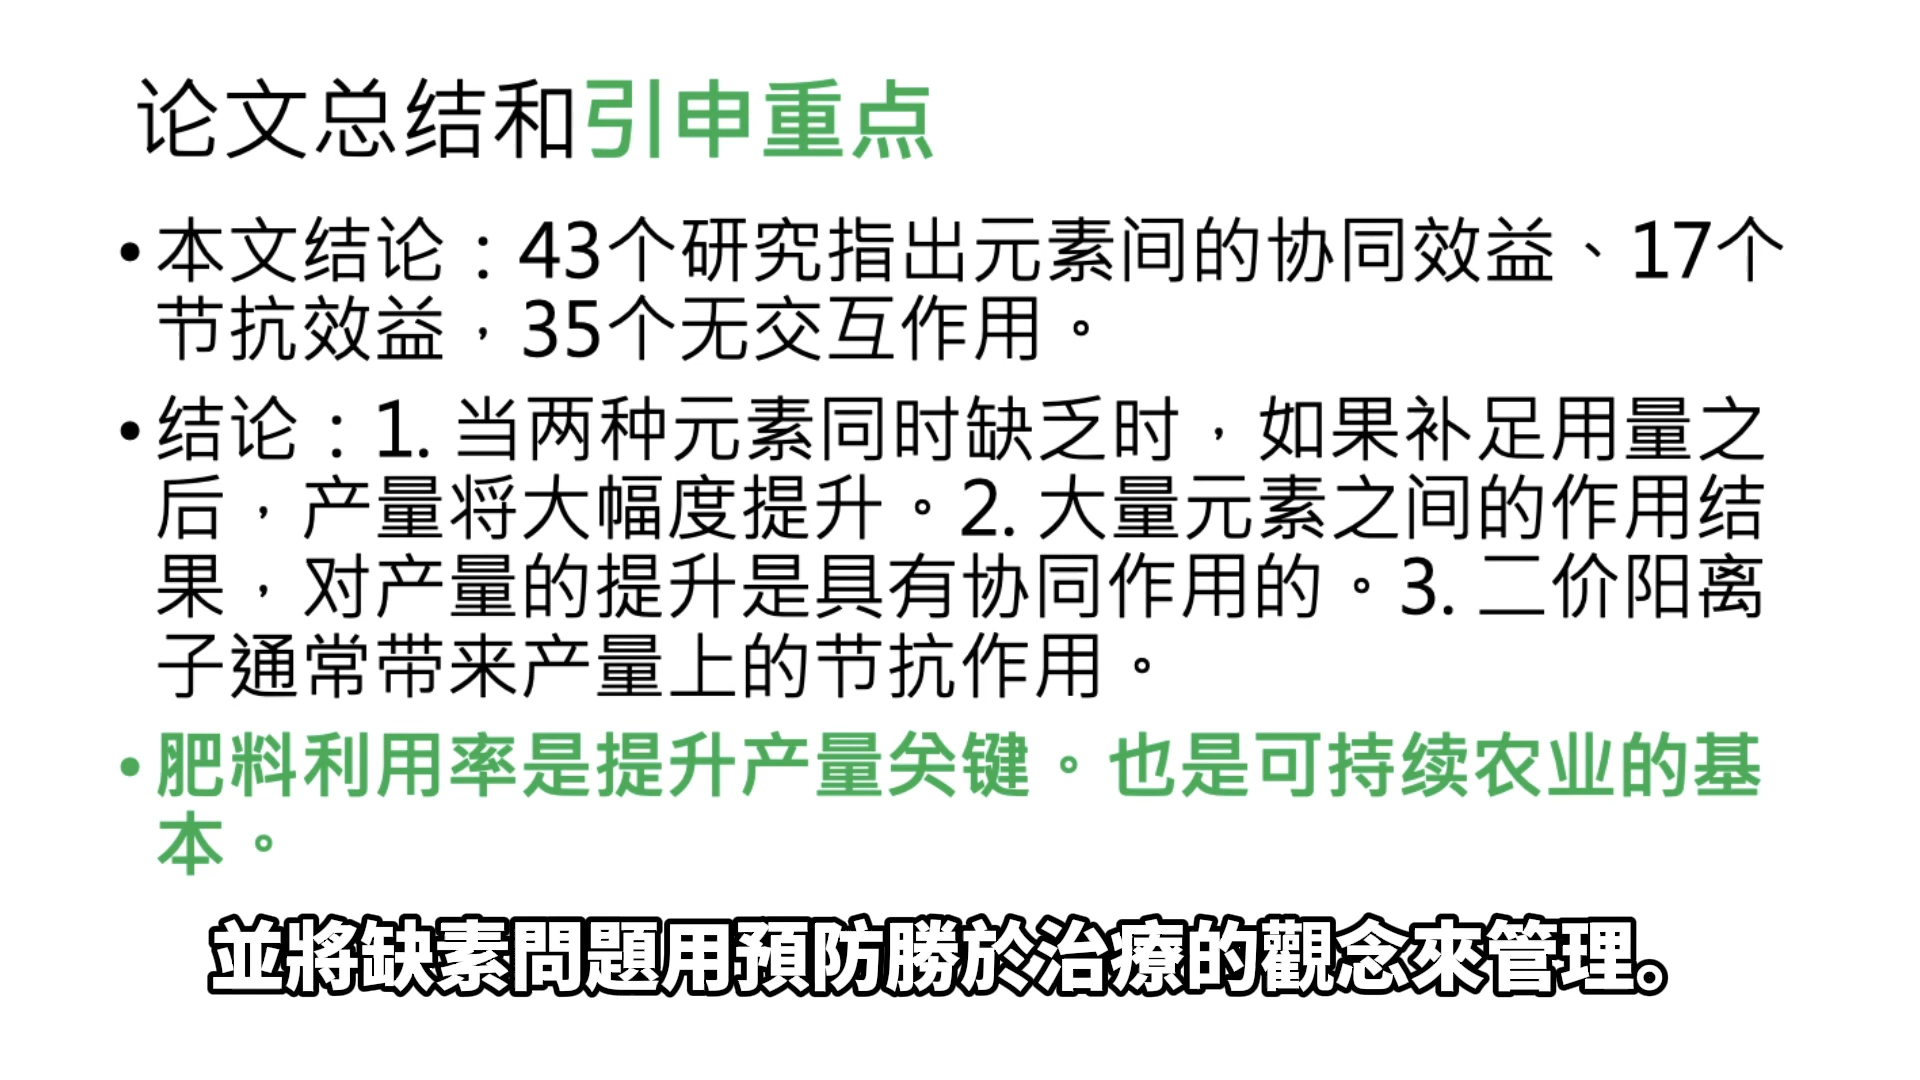 论文总结和引申重点
•本文结论：43个研究指出元素间的协同效益、17个
节抗效益，35个无交互作用。
•结论：1. 当两种元素同时缺乏时，如果补足用量之
后，产量将大幅度提升。2. 大量元素之间的作用结
果，对产量的提升是具有协同作用的。3. 二价阳离
子通常带来产量上的节抗作用。
•肥料利用率是提升产量关键。也是可持续农业的基
本。
並將缺素問題用預防勝於治療的觀念來管理。